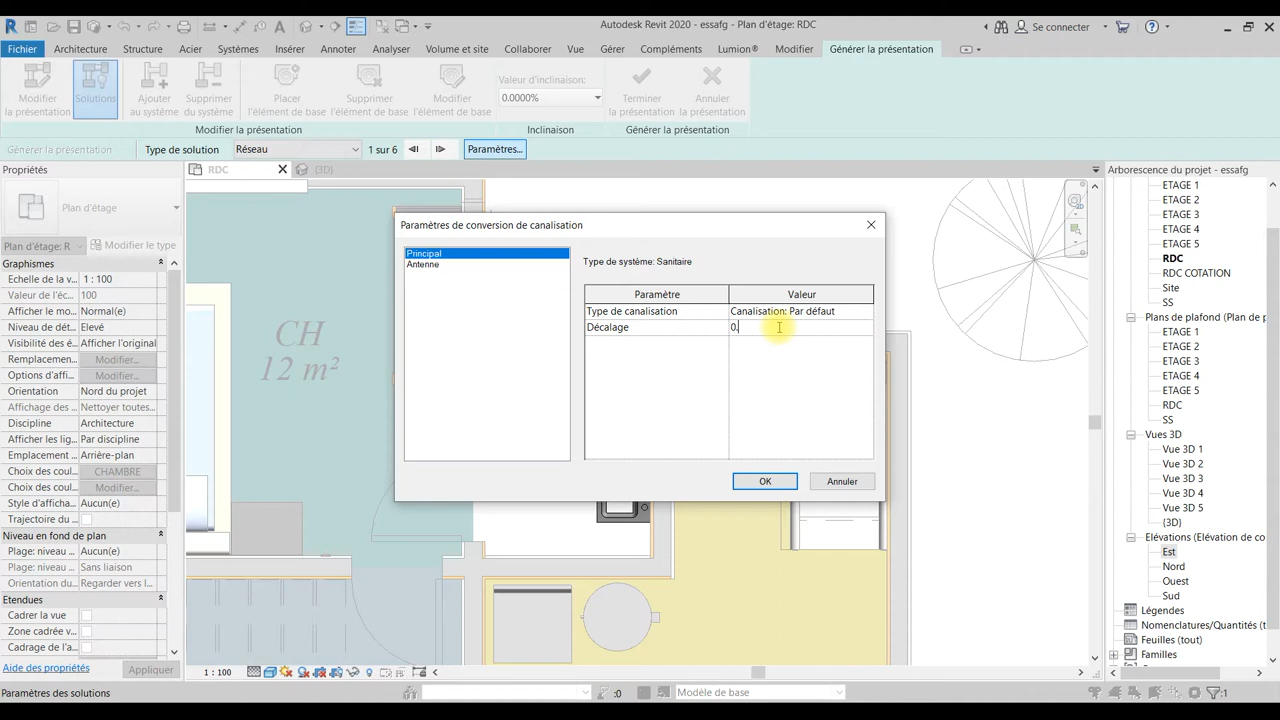 Autodesk Revit 2020 - essafg - Plan d'étage: RDC
Se connecter
Fichier Architecture Structure Acier Systèmes Insérer Annoter Analyser Volume et site Collaborer Vue Gérer Compléments Lumion® Modifier Générer la présentation
Modifier la présentation
Solutions
Ajouter au système
Supprimer du système
Placer l'élément de base
Supprimer l'élément de base
Modifier l'élément de base
Valeur d'inclinaison:
0.0000%
Terminer la présentation
Annuler la présentation
Modifier la présentation Inclinaison Générer la présentation
Générer la présentation Type de solution Réseau 1 sur 6 Paramètres...
Propriétés
RDC
{3D}
Arborescence du projet - essafg
Plan d'étage
Plan d'étage: R
Modifier le type
Graphismes
Echelle de la v... 1 : 100
Valeur de l'éc... 100
Afficher le mo... Normal
Niveau de dét... Elevé
Visibilité des é... Afficher l'original
Remplacemen... Modifier...
Options d'affi... Modifier...
Orientation Nord du projet
Affichage des ... Nettoyer toutes...
Discipline Architecture
Afficher les lig... Par discipline
Emplacement ... Arrière-plan
Choix des coul... CHAMBRE
Choix des coul... Modifier...
Style d'afficha... Aucun(e)
Trajectoire du ...
Niveau en fond de plan
Plage: niveau ... Aucun(e)
Plage: niveau ... Sans liaison
Orientation du... Regarder vers l...
Etendues
Cadrer la vue
Zone cadrée v...
Cadrage de l'a...
Aide des propriétés
Appliquer
CH
12 m²
Paramètres de conversion de canalisation
Principal
Antenne
Type de système: Sanitaire
Paramètre Valeur
Type de canalisation Canalisation: Par défaut
Décalage 0,
OK Annuler
ETAGE 1
ETAGE 2
ETAGE 3
ETAGE 4
ETAGE 5
RDC
RDC COTATION
Site
SS
Plans de plafond (Plan de p
ETAGE 1
ETAGE 2
ETAGE 3
ETAGE 4
ETAGE 5
RDC
SS
Vues 3D
Vue 3D 1
Vue 3D 2
Vue 3D 3
Vue 3D 4
Vue 3D 5
{3D}
Elévations (Elévation de co
Est
Nord
Ouest
Sud
Légendes
Nomenclatures/Quantités (t
Feuilles (tout)
Familles
1 : 100
Paramètres des solutions
:0
Modèle de base
:1